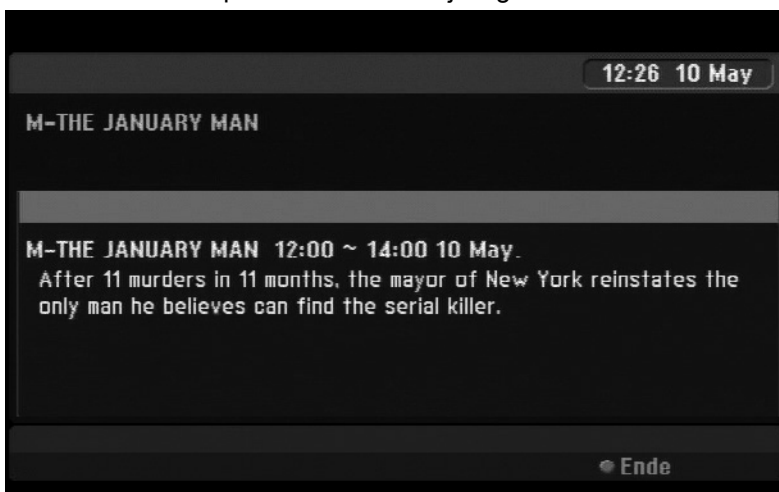 12:26 10 May
M-THE JANUARY MAN
M-THE JANUARY MAN 12:00 ~ 14:00 10 May.
After 11 murders in 11 months, the mayor of New York reinstates the
only man he believes can find the serial killer.
Ende